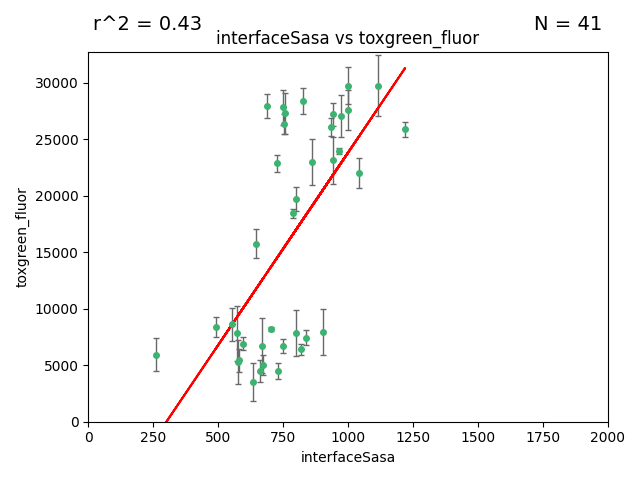 r^2 = 0.43
N = 41
interfaceSasa vs toxgreen_fluor
30000
25000
20000
15000
10000
5000
0
toxgreen_fluor
0 250 500 750 1000 1250 1500 1750 2000
interfaceSasa